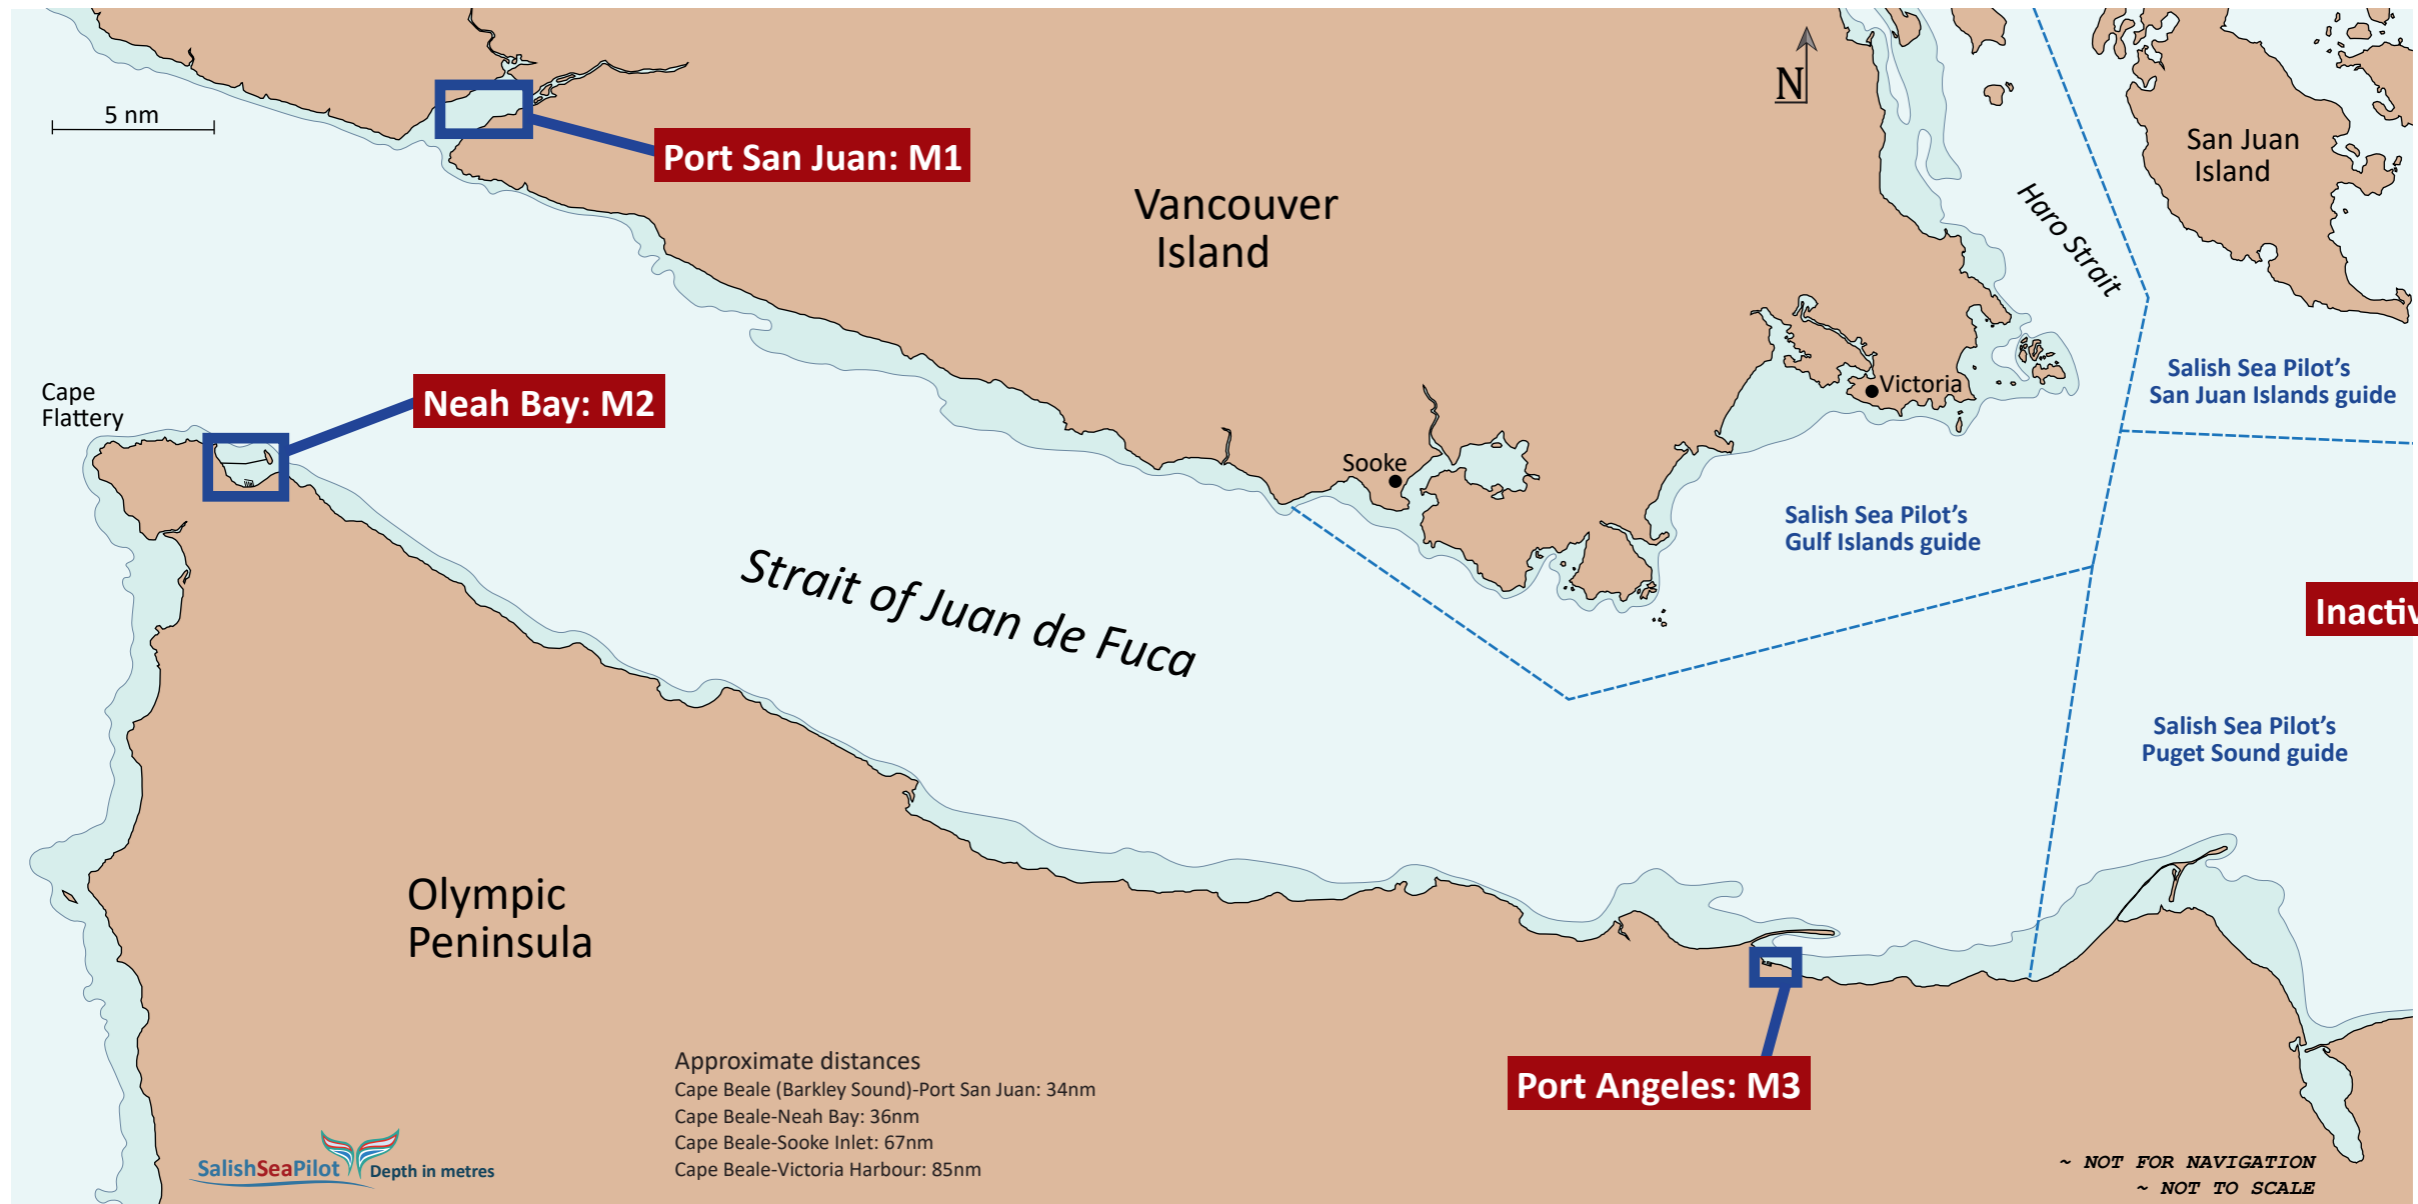 5 nm
N
Port San Juan: M1
San Juan
Island
Vancouver
Island
Haro Strait
Salish Sea Pilot's
San Juan Islands guide
Cape
Flattery
Neah Bay: M2
Victoria
Sooke
Salish Sea Pilot's
Gulf Islands guide
Strait of Juan de Fuca
Inactiv
Salish Sea Pilot's
Puget Sound guide
Olympic
Peninsula
Approximate distances
Cape Beale (Barkley Sound)-Port San Juan: 34nm
Cape Beale-Neah Bay: 36nm
Cape Beale-Sooke Inlet: 67nm
Cape Beale-Victoria Harbour: 85nm
Port Angeles: M3
SalishSeaPilot Depth in metres
~ NOT FOR NAVIGATION
~ NOT TO SCALE